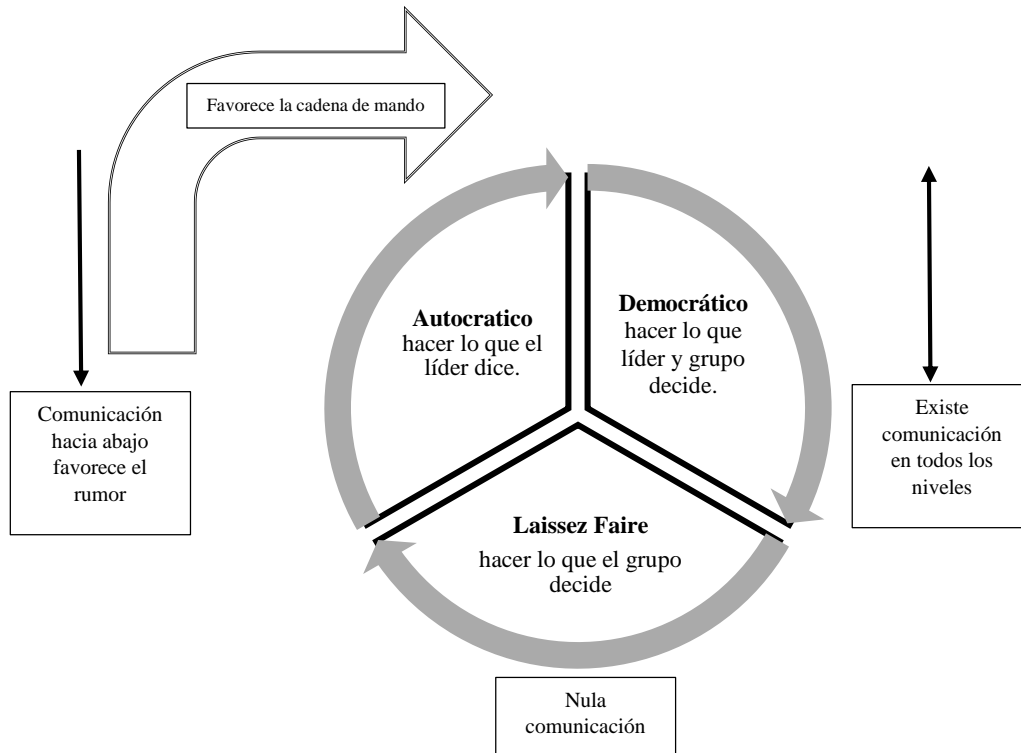 Favorece la cadena de mando
Autocratico
hacer lo que el
líder dice.
Democrático
hacer lo que
líder y grupo
decide.
Comunicación
hacia abajo
favorece el
rumor
Existe
comunicación
en todos los
niveles
Laissez Faire
hacer lo que el grupo
decide
Nula
comunicación